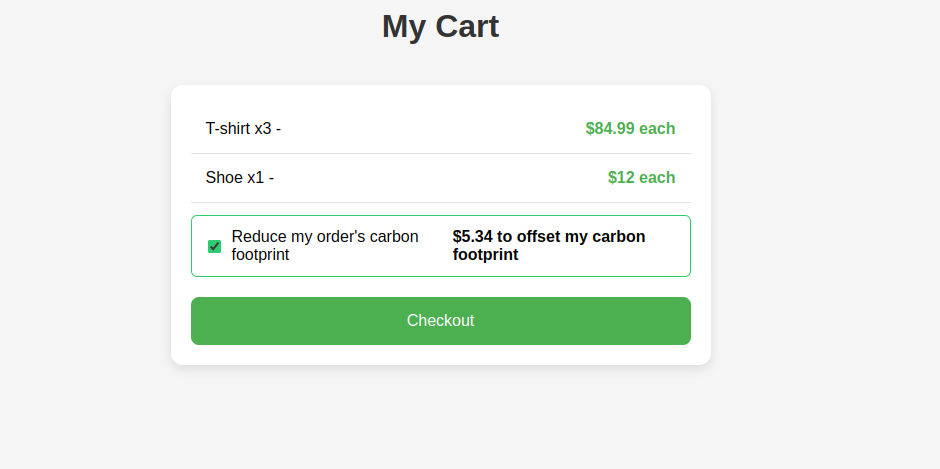 My Cart
T-shirt x3 - $84.99 each
Shoe x1 - $12 each
Reduce my order's carbon
footprint
$5.34 to offset my carbon
footprint
Checkout